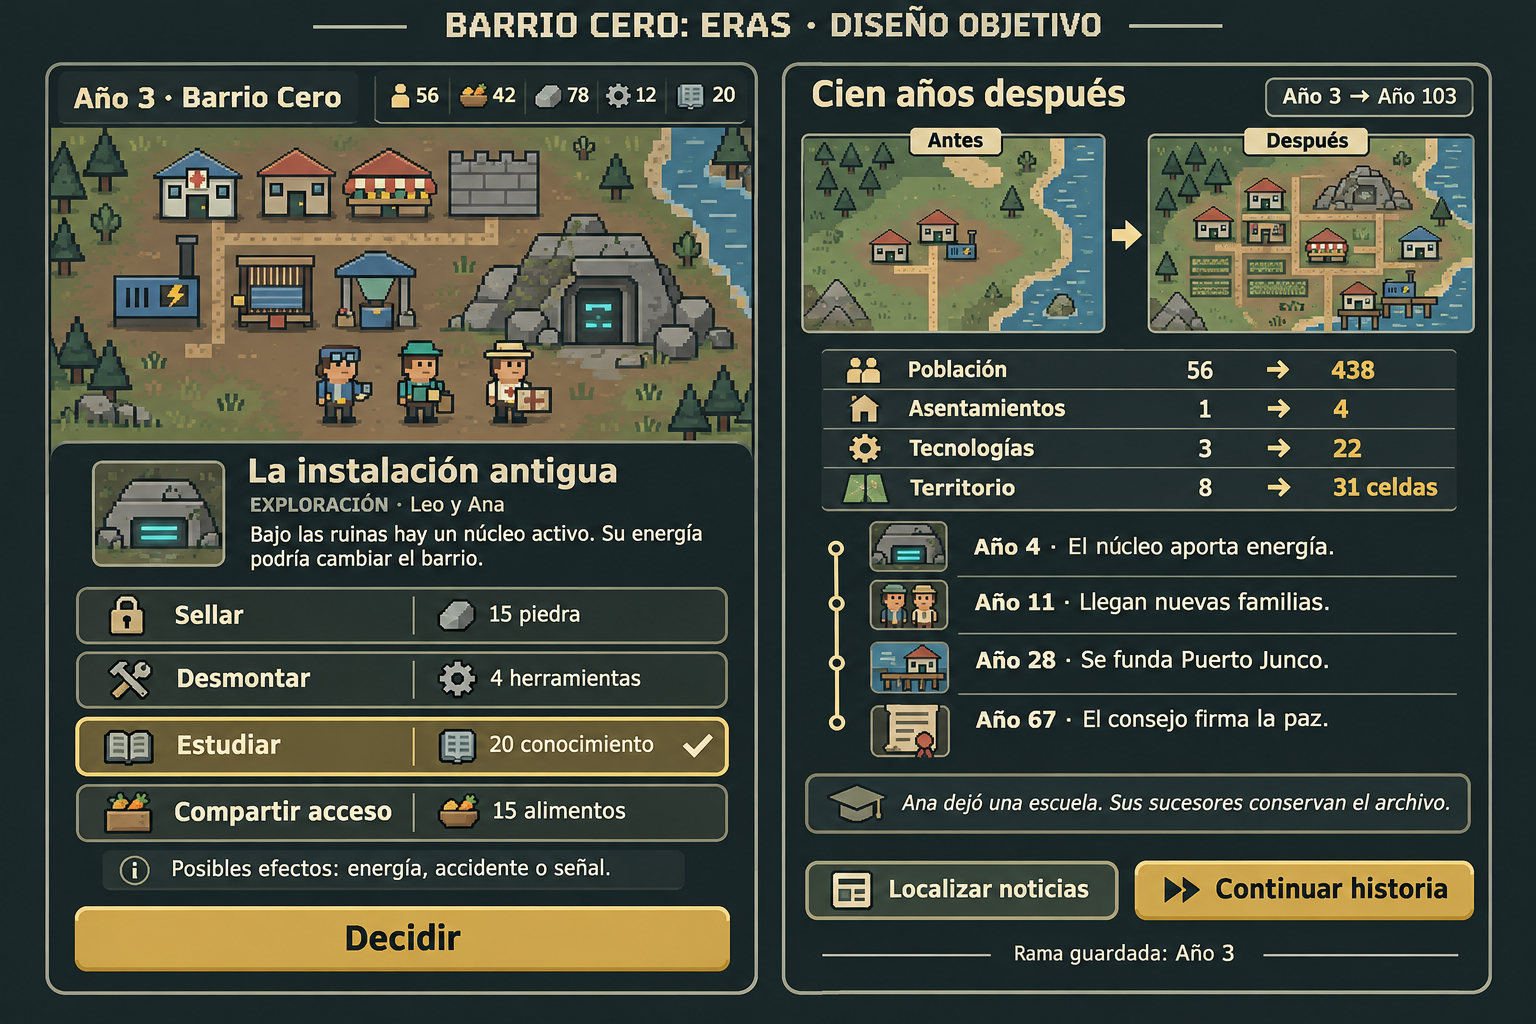 BARRIO CERO: ERAS · DISEÑO OBJETIVO
Año 3 · Barrio Cero
56
42
78
12
20
La instalación antigua
EXPLORACIÓN · Leo y Ana
Bajo las ruinas hay un núcleo activo. Su energía
podría cambiar el barrio.
Sellar
15 piedra
Desmontar
4 herramientas
Estudiar
20 conocimiento
Compartir acceso
15 alimentos
Posibles efectos: energía, accidente o señal.
Decidir
Cien años después
Año 3 → Año 103
Antes
Después
Población 56 → 438
Asentamientos 1 → 4
Tecnologías 3 → 22
Territorio 8 → 31 celdas
Año 4 · El núcleo aporta energía.
Año 11 · Llegan nuevas familias.
Año 28 · Se funda Puerto Junco.
Año 67 · El consejo firma la paz.
Ana dejó una escuela. Sus sucesores conservan el archivo.
Localizar noticias
Continuar historia
Rama guardada: Año 3